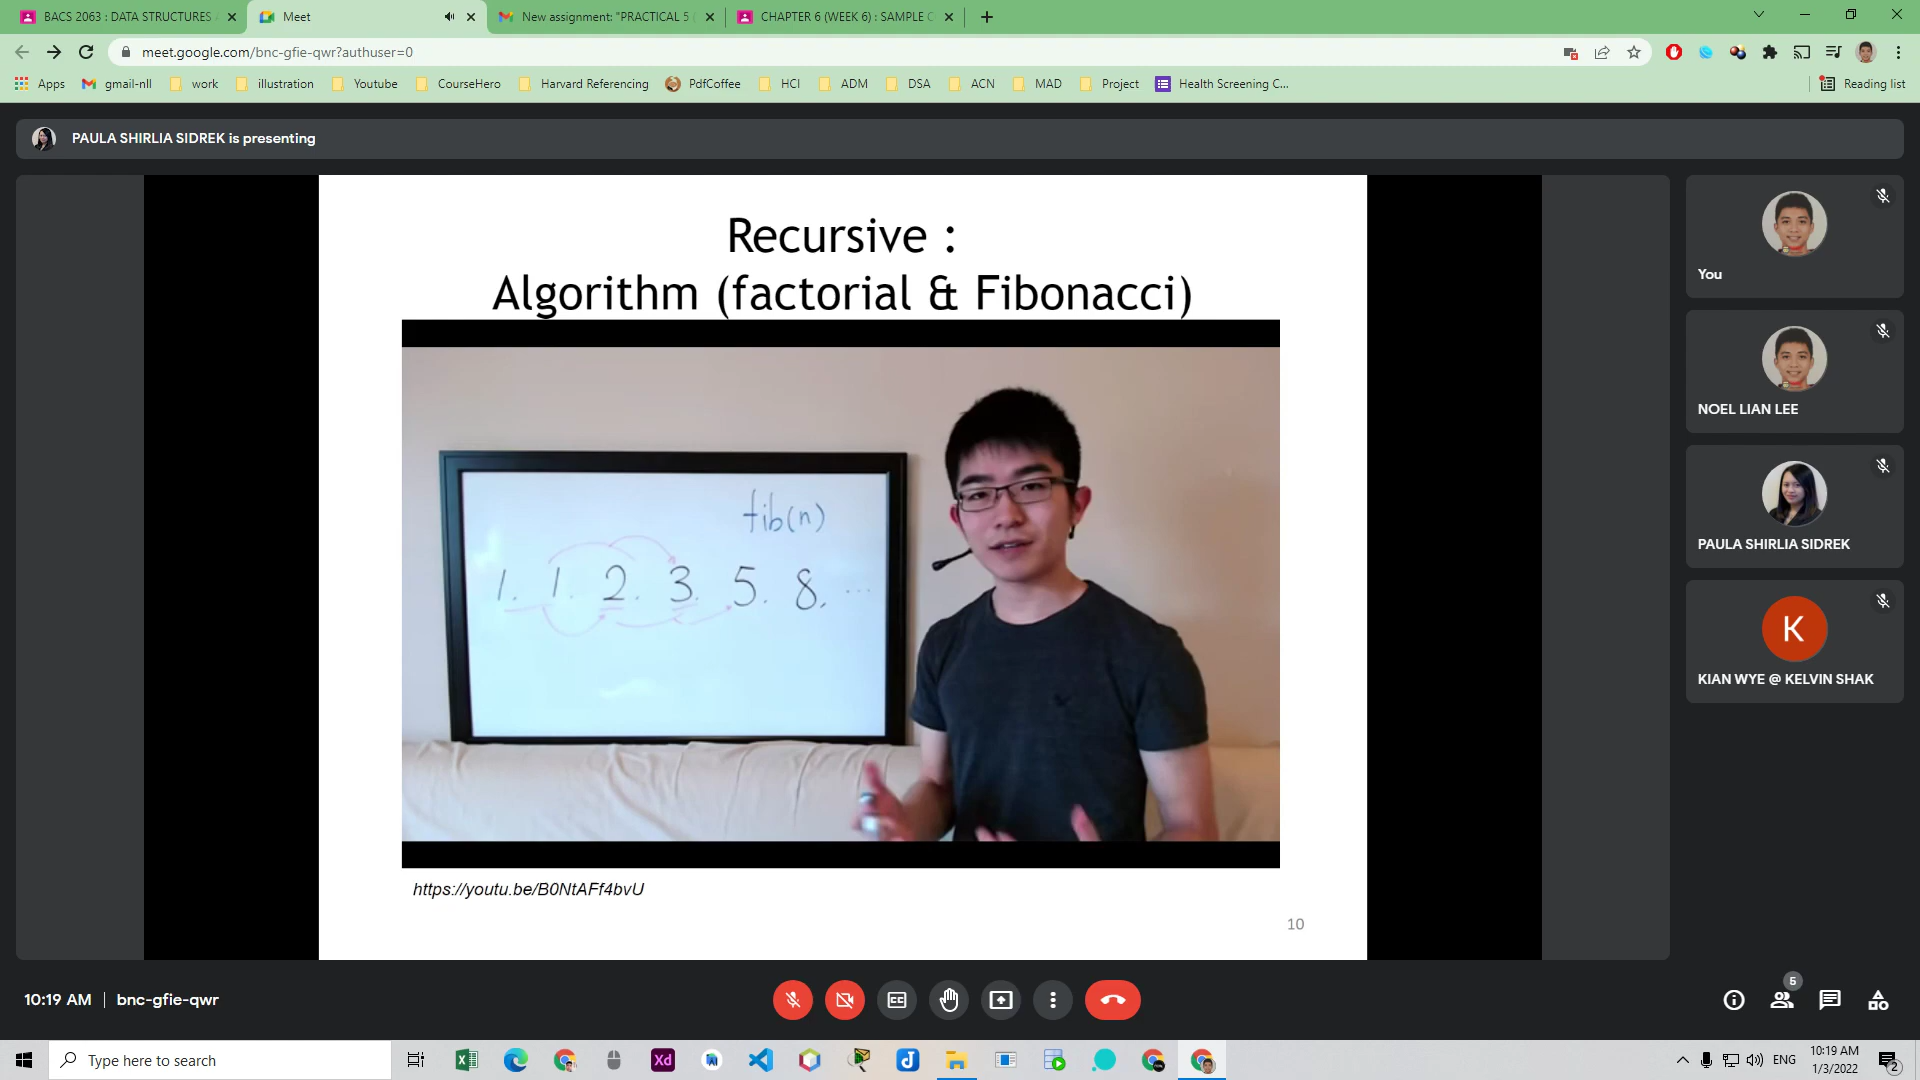 BACS 2063 : DATA STRUCTURES
Meet
New assignment: "PRACTICAL 5 (
CHAPTER 6 (WEEK 6) : SAMPLE C
meet.google.com/bnc-gfie-qwr?authuser=0
Apps
gmail-nll
work
illustration
Youtube
CourseHero
Harvard Referencing
PdfCoffee
HCI
ADM
DSA
ACN
MAD
Project
Health Screening C...
Reading list
PAULA SHIRLIA SIDREK is presenting
Recursive :
Algorithm (factorial & Fibonacci)
fib(n)
1. 1. 2. 3. 5. 8. ...
https://youtu.be/B0NtAFf4bvU
10
You
NOEL LIAN LEE
PAULA SHIRLIA SIDREK
K
KIAN WYE @ KELVIN SHAK
10:19 AM | bnc-gfie-qwr
CC
5
Type here to search
Xd
ENG
10:19 AM
1/3/2022
2